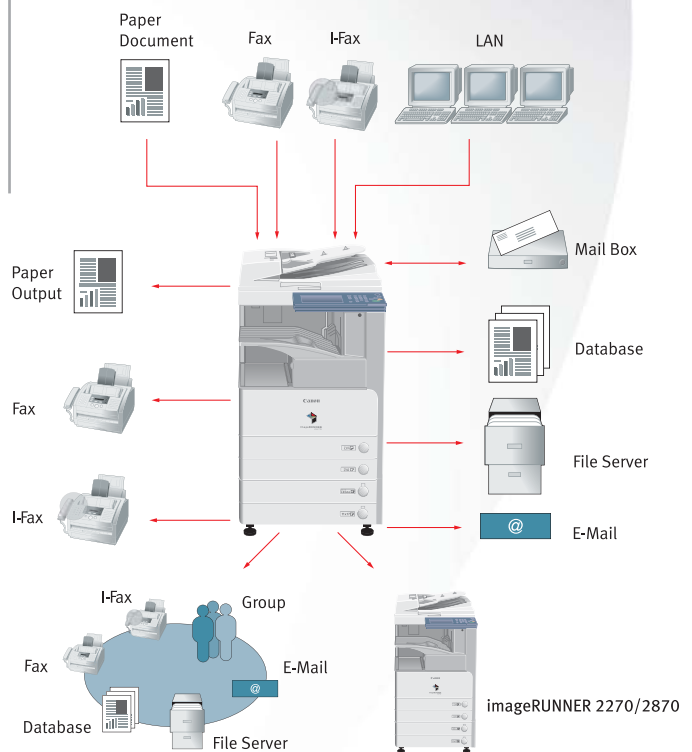 Paper
Document
Fax
I-Fax
LAN
Mail Box
Paper
Output
Database
Fax
File Server
I-Fax
@
E-Mail
Canon
I-Fax
Group
Fax
E-Mail
@
Database
File Server
imageRUNNER 2270/2870